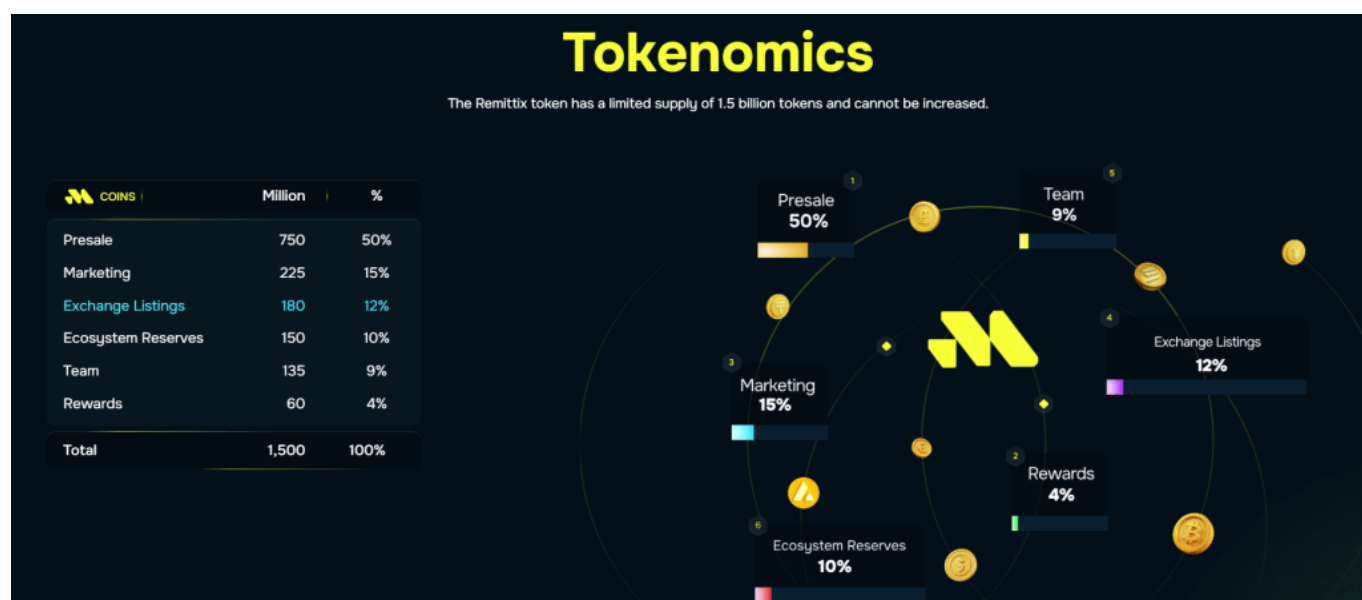 Tokenomics
The Remittix token has a limited supply of 1.5 billion tokens and cannot be increased.
COINS Million %
Presale 750 50%
Marketing 225 15%
Exchange Listings 180 12%
Ecosystem Reserves 150 10%
Team 135 9%
Rewards 60 4%
Total 1,500 100%
1
Presale
50%
5
Team
9%
4
Exchange Listings
12%
3
Marketing
15%
2
Rewards
4%
6
Ecosystem Reserves
10%